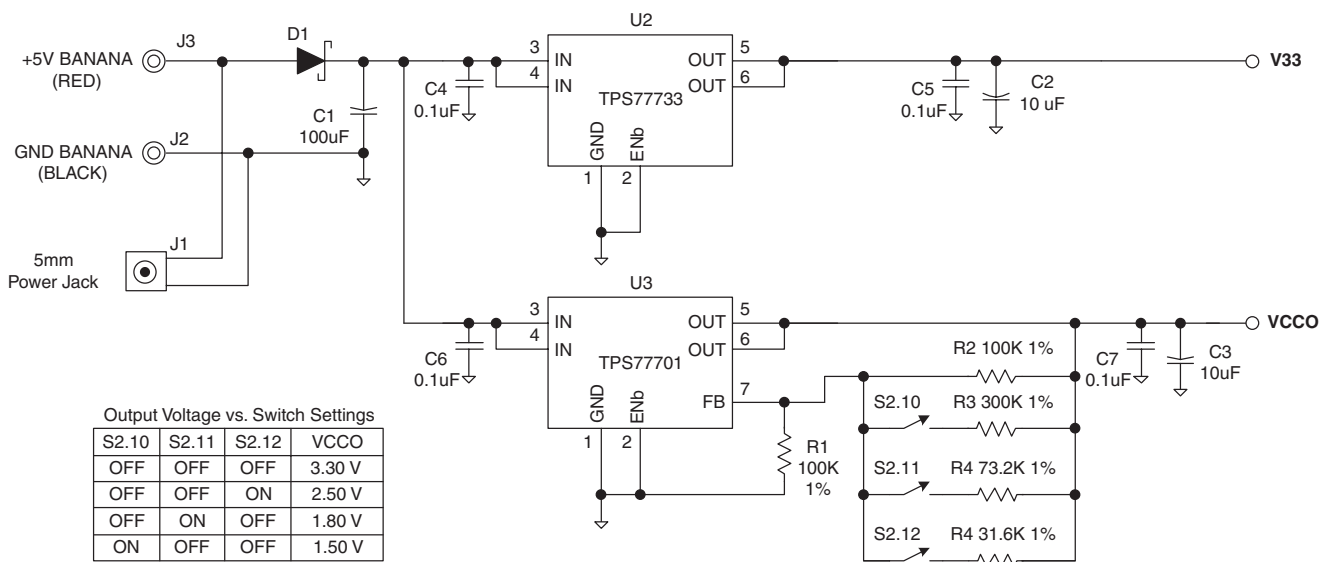 U2
J3
D1
+5V BANANA
(RED)
3
IN
OUT
5
V33
4
IN
OUT
6
C4
0.1uF
TPS77733
C5
0.1uF
C2
10 uF
C1
100uF
GND
ENb
J2
GND BANANA
(BLACK)
1
2
J1
5mm
Power Jack
U3
3
IN
OUT
5
VCCO
4
IN
OUT
6
C6
0.1uF
TPS77701
R2 100K 1%
C7
0.1uF
C3
10uF
FB
7
GND
ENb
S2.10
R3 300K 1%
1
2
R1
100K
1%
S2.11
R4 73.2K 1%
S2.12
R4 31.6K 1%
Output Voltage vs. Switch Settings
S2.10 S2.11 S2.12 VCCO
OFF OFF OFF 3.30 V
OFF OFF ON 2.50 V
OFF ON OFF 1.80 V
ON OFF OFF 1.50 V